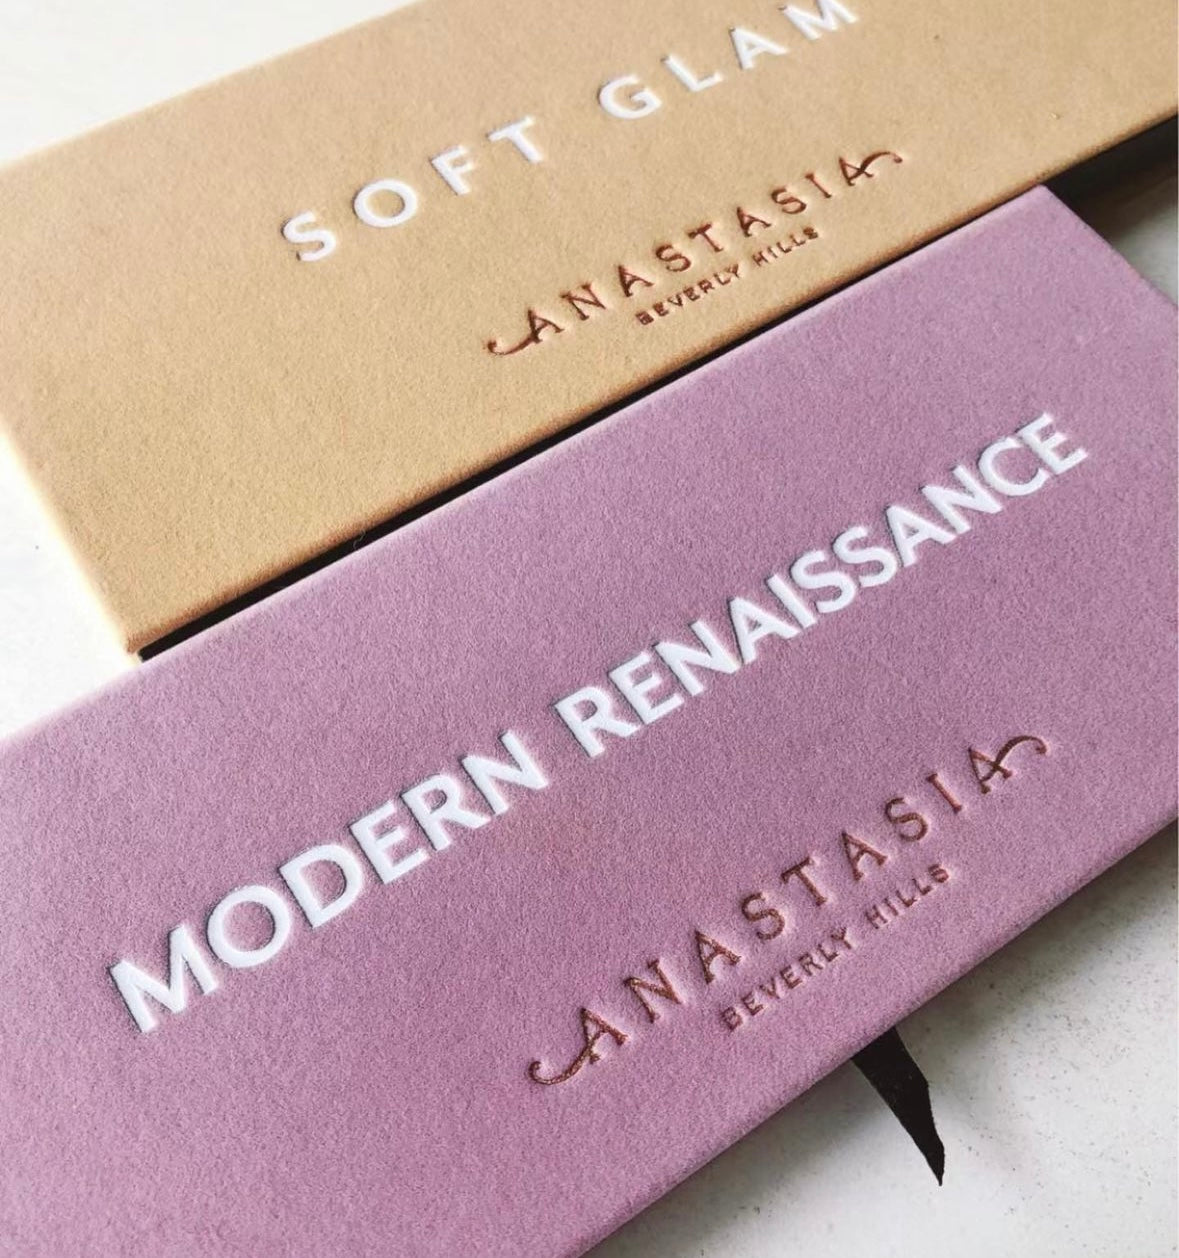 SOFT GLAM
ANASTASIA
BEVERLY HILLS
MODERN RENAISSANCE
ANASTASIA
BEVERLY HILLS